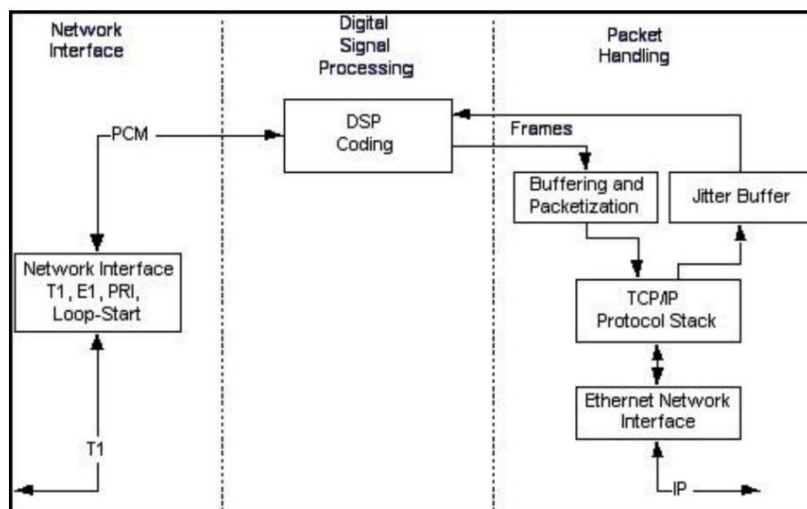 Network
Interface
Digital
Signal
Processing
Packet
Handling
PCM
DSP
Coding
Frames
Buffering and
Packetization
Jitter Buffer
Network Interface
T1, E1, PRI,
Loop-Start
TCP/IP
Protocol Stack
Ethernet Network
Interface
T1
IP